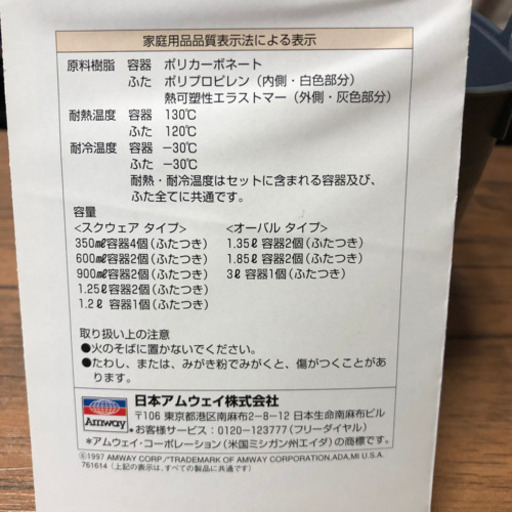 家庭用品品質表示法による表示
原料樹脂 容器 ポリカーボネート
ふた ポリプロピレン（内側・白色部分）
熱可塑性エラストマー（外側・灰色部分）
耐熱温度 容器 130℃
ふた 120℃
耐冷温度 容器 −30℃
ふた −30℃
耐熱・耐冷温度はセットに含まれる容器及び、
ふた全てに共通です。
容量
<スクウェア タイプ> <オーバル タイプ>
350㎖容器4個（ふたつき） 1.35ℓ容器2個（ふたつき）
600㎖容器2個（ふたつき） 1.85ℓ容器2個（ふたつき）
900㎖容器2個（ふたつき） 3ℓ容器1個（ふたつき）
1.25ℓ容器2個（ふたつき）
1.2ℓ容器1個（ふたつき）
取り扱い上の注意
●火のそばに置かないでください。
●たわし、または、みがき粉でみがくと、傷がつくことがあ
ります。
Amway
日本アムウェイ株式会社
〒106 東京都港区南麻布2-8-12 日本生命南麻布ビル
●お客様サービス：0120-123777（フリーダイヤル）
*アムウェイ・コーポレーション（米国ミシガン州エイダ）の商標です。
©1997 AMWAY CORP./*TRADEMARK OF AMWAY CORPORATION,ADA.MI U.S.A.
761614（上記の表示は、すべての製品に共通です）